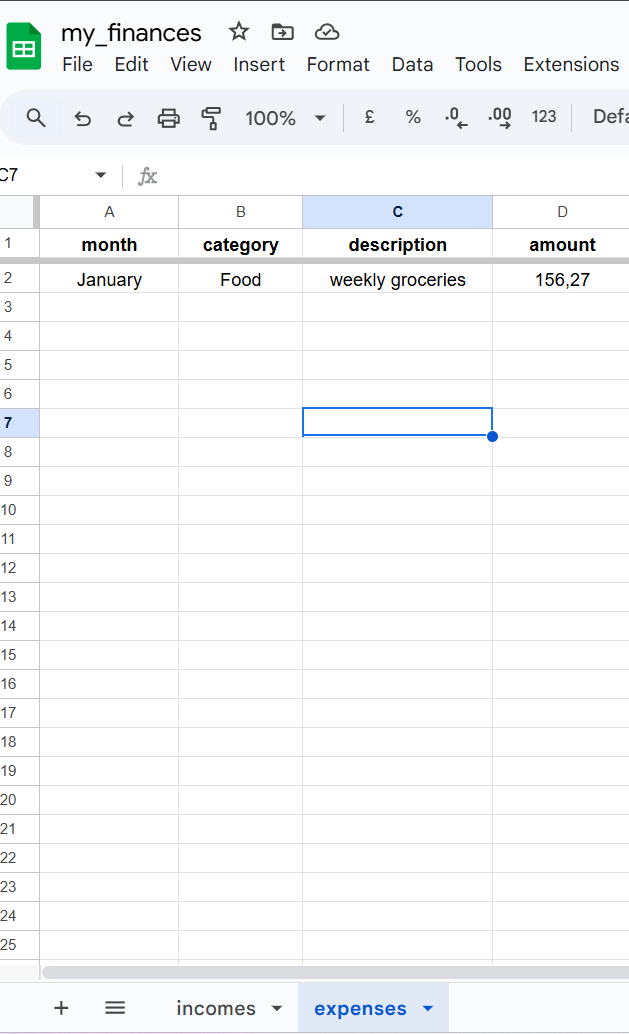 my_finances
File Edit View Insert Format Data Tools Extensions
100% £ % .0 .00 123 Defa
C7 fx
A B C D
1 month category description amount
2 January Food weekly groceries 156,27
3
4
5
6
7
8
9
10
11
12
13
14
15
16
17
18
19
20
21
22
23
24
25
+ incomes expenses